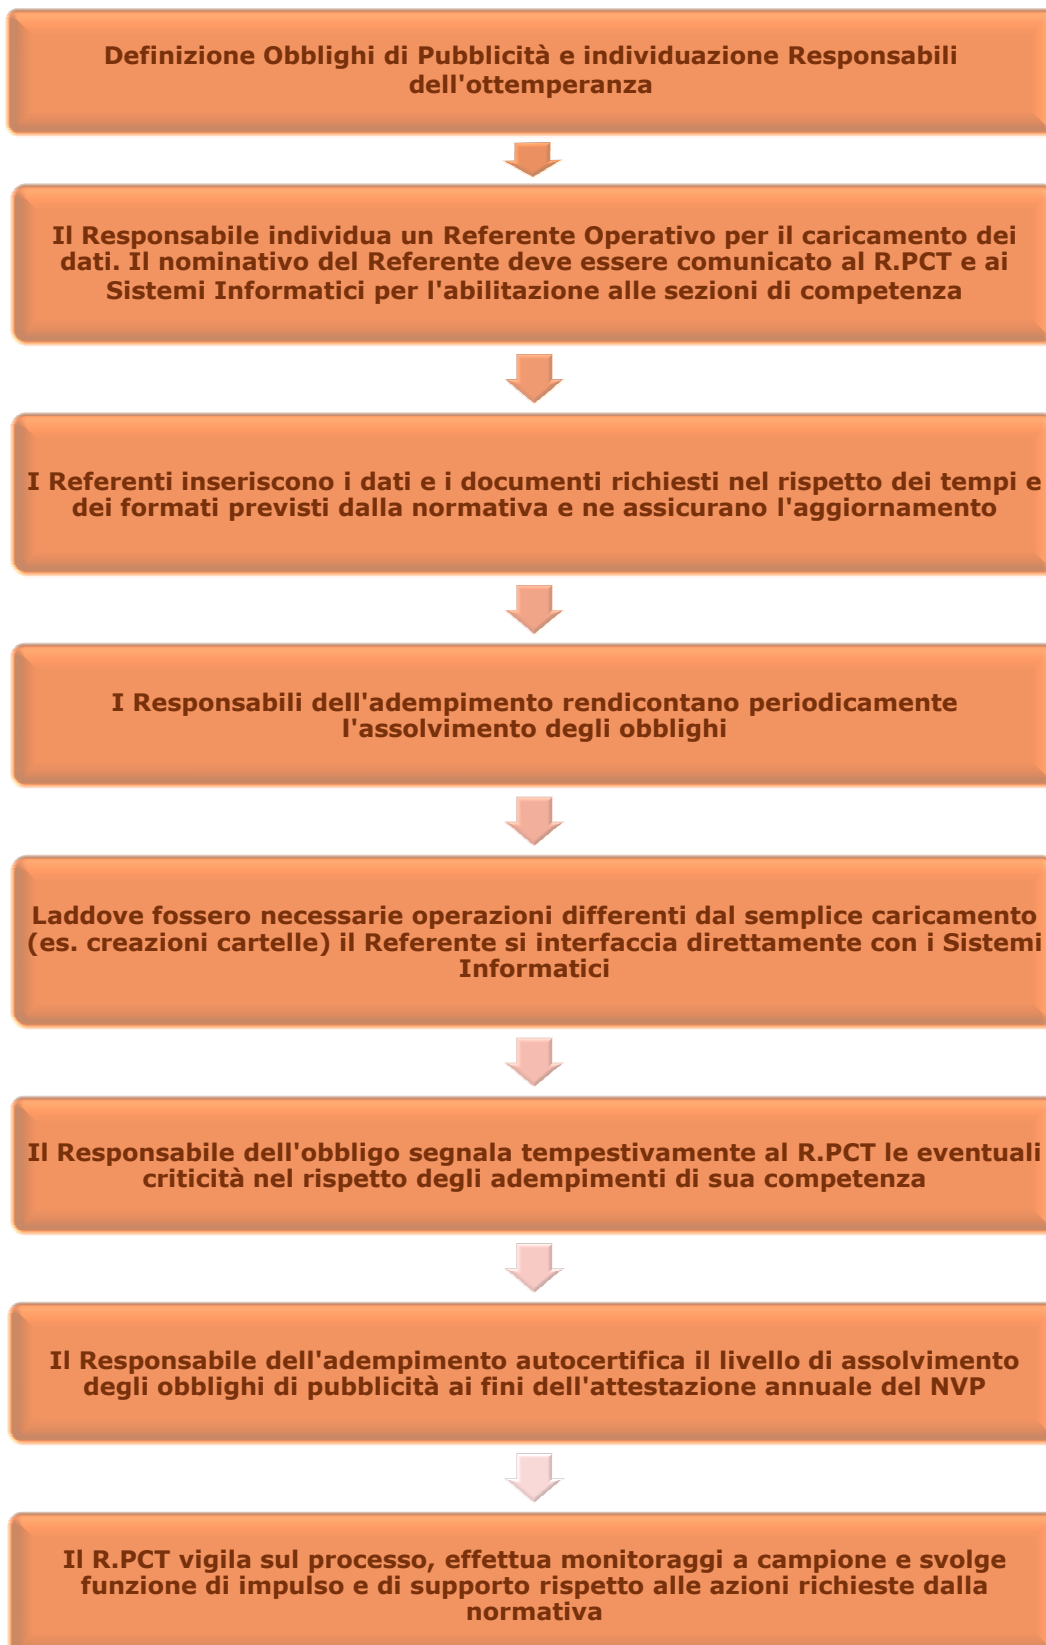 Definizione Obblighi di Pubblicità e individuazione Responsabili
dell'ottemperanza
Il Responsabile individua un Referente Operativo per il caricamento dei
dati. Il nominativo del Referente deve essere comunicato al R.PCT e ai
Sistemi Informatici per l'abilitazione alle sezioni di competenza
I Referenti inseriscono i dati e i documenti richiesti nel rispetto dei tempi e
dei formati previsti dalla normativa e ne assicurano l'aggiornamento
I Responsabili dell'adempimento rendicontano periodicamente
l'assolvimento degli obblighi
Laddove fossero necessarie operazioni differenti dal semplice caricamento
(es. creazioni cartelle) il Referente si interfaccia direttamente con i Sistemi
Informatici
Il Responsabile dell'obbligo segnala tempestivamente al R.PCT le eventuali
criticità nel rispetto degli adempimenti di sua competenza
Il Responsabile dell'adempimento autocertifica il livello di assolvimento
degli obblighi di pubblicità ai fini dell'attestazione annuale del NVP
Il R.PCT vigila sul processo, effettua monitoraggi a campione e svolge
funzione di impulso e di supporto rispetto alle azioni richieste dalla
normativa